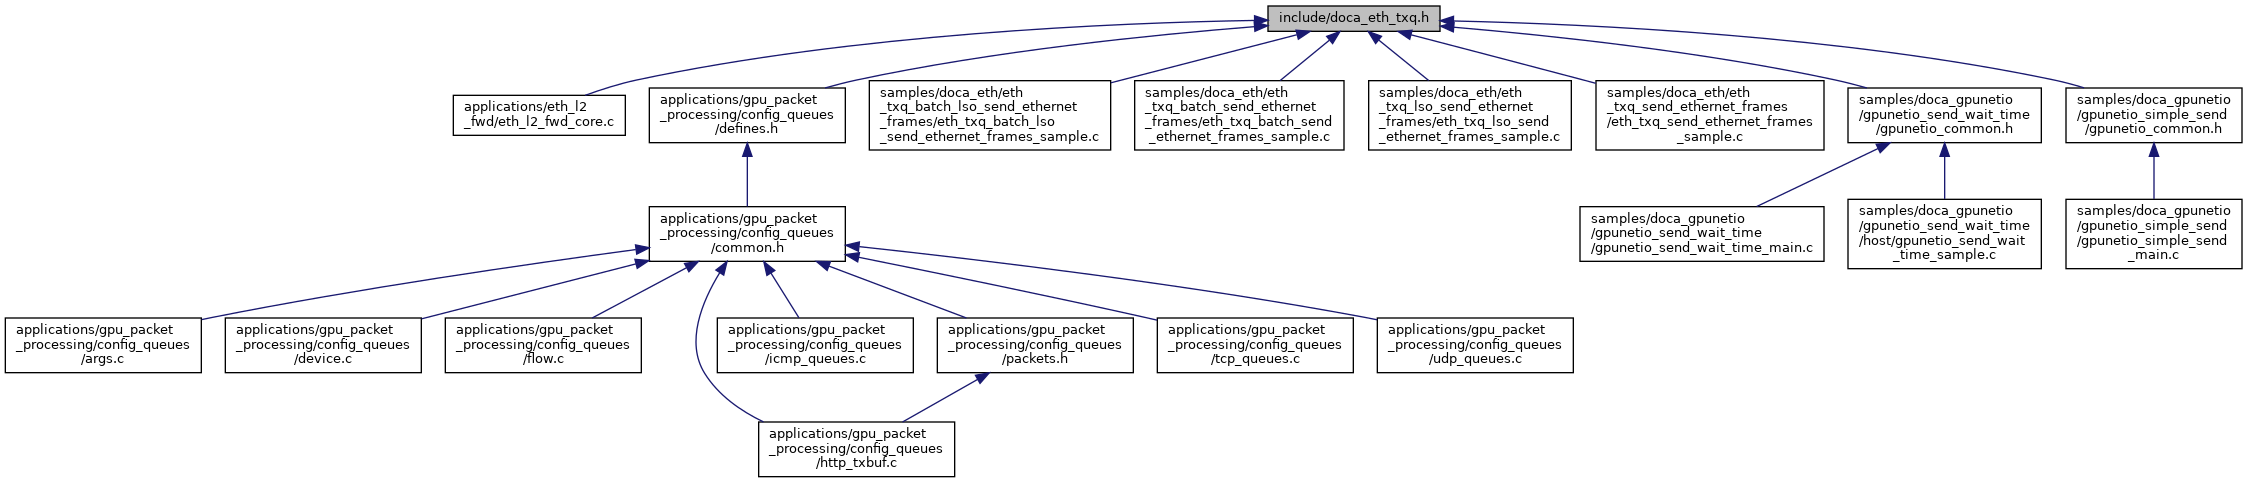 include/doca_eth_txq.h
applications/eth_l2
_fwd/eth_l2_fwd_core.c
applications/gpu_packet
_processing/config_queues
/defines.h
samples/doca_eth/eth
_txq_batch_lso_send_ethernet
_frames/eth_txq_batch_lso
_send_ethernet_frames_sample.c
samples/doca_eth/eth
_txq_batch_send_ethernet
_frames/eth_txq_batch_send
_ethernet_frames_sample.c
samples/doca_eth/eth
_txq_lso_send_ethernet
_frames/eth_txq_lso_send
_ethernet_frames_sample.c
samples/doca_eth/eth
_txq_send_ethernet_frames
/eth_txq_send_ethernet_frames
_sample.c
samples/doca_gpunetio
/gpunetio_send_wait_time
/gpunetio_common.h
samples/doca_gpunetio
/gpunetio_simple_send
/gpunetio_common.h
applications/gpu_packet
_processing/config_queues
/common.h
samples/doca_gpunetio
/gpunetio_send_wait_time
/gpunetio_send_wait_time_main.c
samples/doca_gpunetio
/gpunetio_send_wait_time
/host/gpunetio_send_wait
_time_sample.c
samples/doca_gpunetio
/gpunetio_simple_send
/gpunetio_simple_send
_main.c
applications/gpu_packet
_processing/config_queues
/args.c
applications/gpu_packet
_processing/config_queues
/device.c
applications/gpu_packet
_processing/config_queues
/flow.c
applications/gpu_packet
_processing/config_queues
/icmp_queues.c
applications/gpu_packet
_processing/config_queues
/packets.h
applications/gpu_packet
_processing/config_queues
/tcp_queues.c
applications/gpu_packet
_processing/config_queues
/udp_queues.c
applications/gpu_packet
_processing/config_queues
/http_txbuf.c